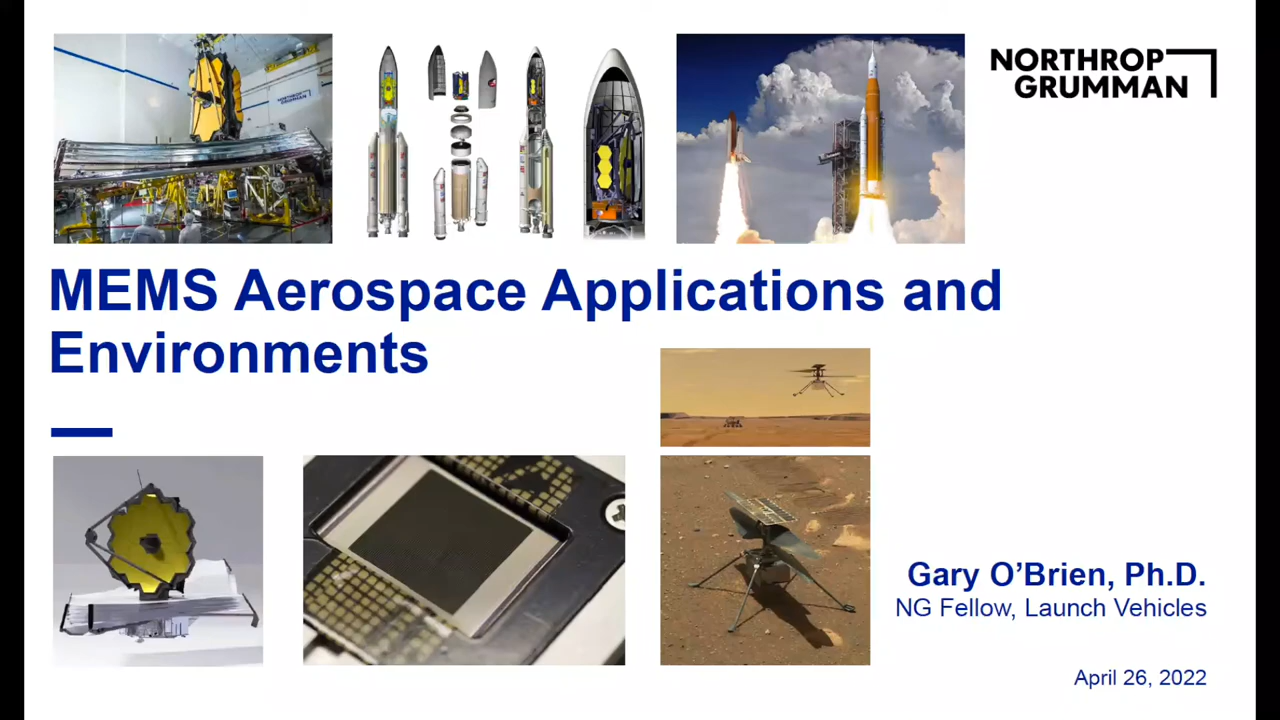 NORTHROP
GRUMMAN
MEMS Aerospace Applications and
Environments
Gary O’Brien, Ph.D.
NG Fellow, Launch Vehicles
April 26, 2022